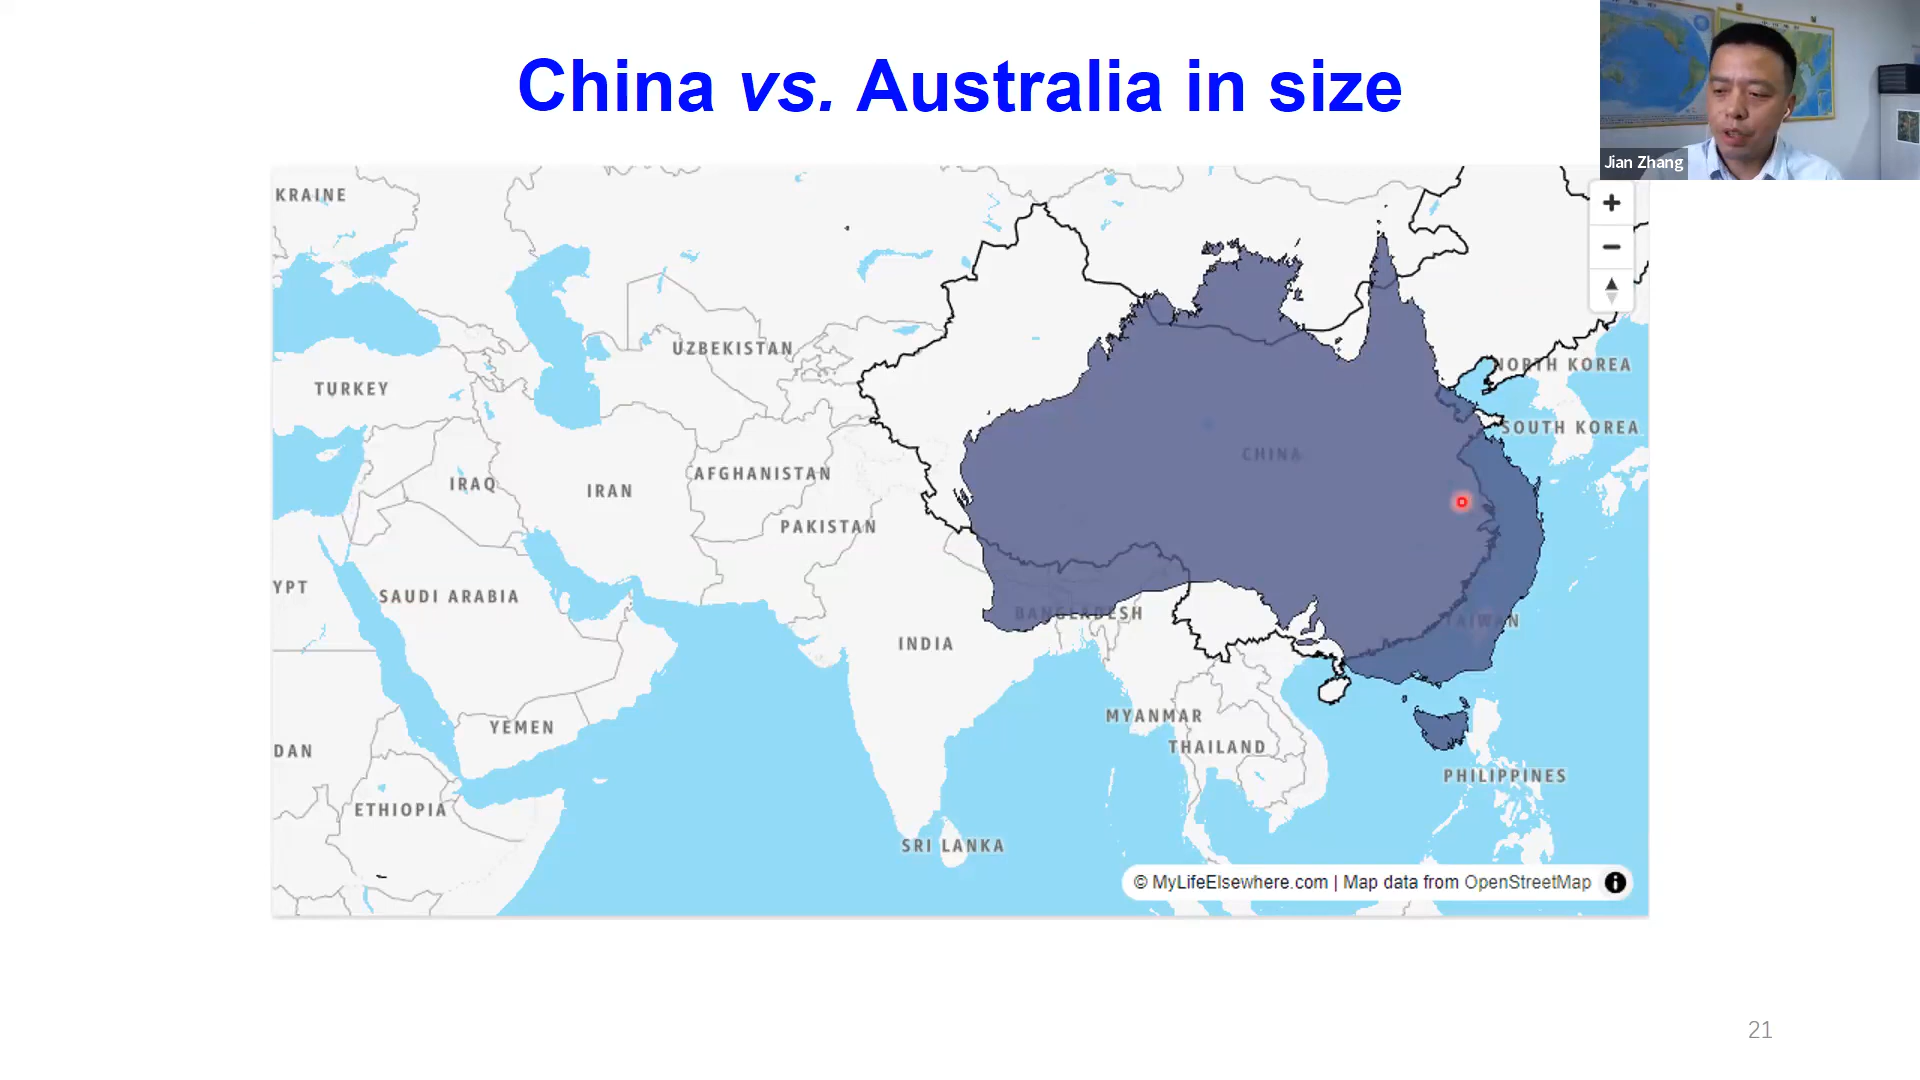 China vs. Australia in size
Jian Zhang
KRAINE
UZBEKISTAN
TURKEY
NORTH KOREA
SOUTH KOREA
CHINA
AFGHANISTAN
IRAQ
IRAN
PAKISTAN
YPT
SAUDI ARABIA
BANGLADESH
TAIWAN
INDIA
YEMEN
MYANMAR
THAILAND
DAN
PHILIPPINES
ETHIOPIA
SRI LANKA
© MyLifeElsewhere.com | Map data from OpenStreetMap
21